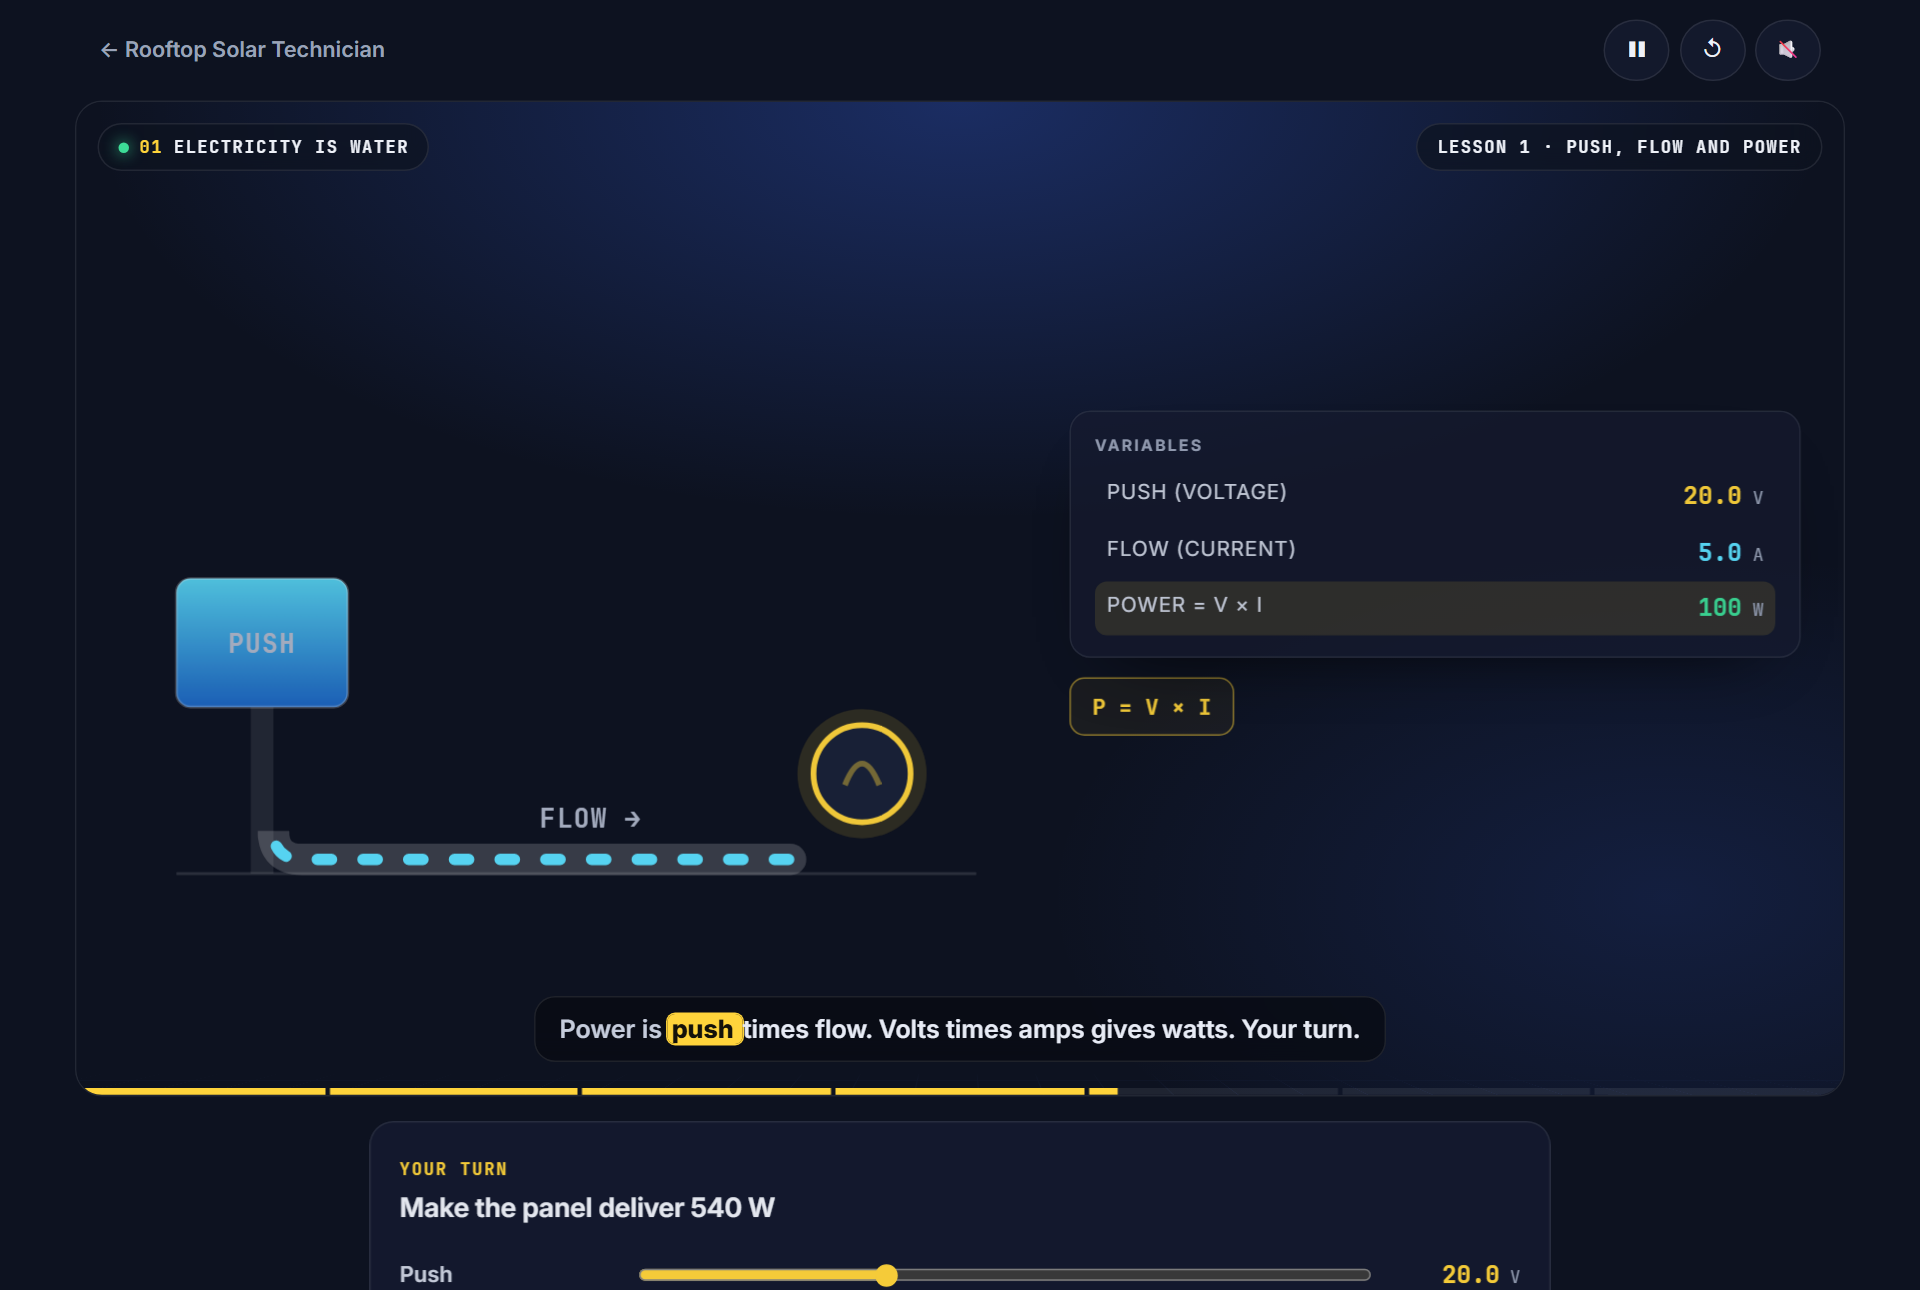 ← Rooftop Solar Technician
01 ELECTRICITY IS WATER
LESSON 1 · PUSH, FLOW AND POWER
VARIABLES
PUSH (VOLTAGE) 20.0 V
FLOW (CURRENT) 5.0 A
POWER = V × I 100 W
P = V × I
PUSH
FLOW →
Power is push times flow. Volts times amps gives watts. Your turn.
YOUR TURN
Make the panel deliver 540 W
Push 20.0 V